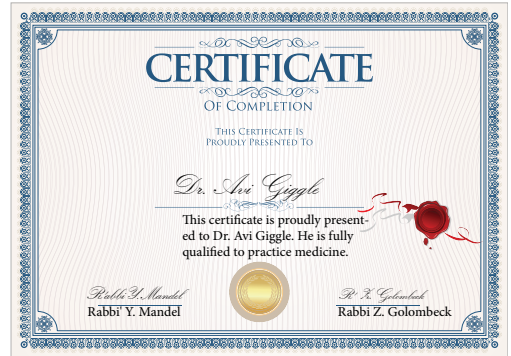 CERTIFICATE
OF COMPLETION
THIS CERTIFICATE IS
PROUDLY PRESENTED TO
Dr. Avi Giggle
This certificate is proudly present-
ed to Dr. Avi Giggle. He is fully
qualified to practice medicine.
Rabbi Y. Mandel
Rabbi' Y. Mandel
R' Z. Golombeck
Rabbi Z. Golombeck